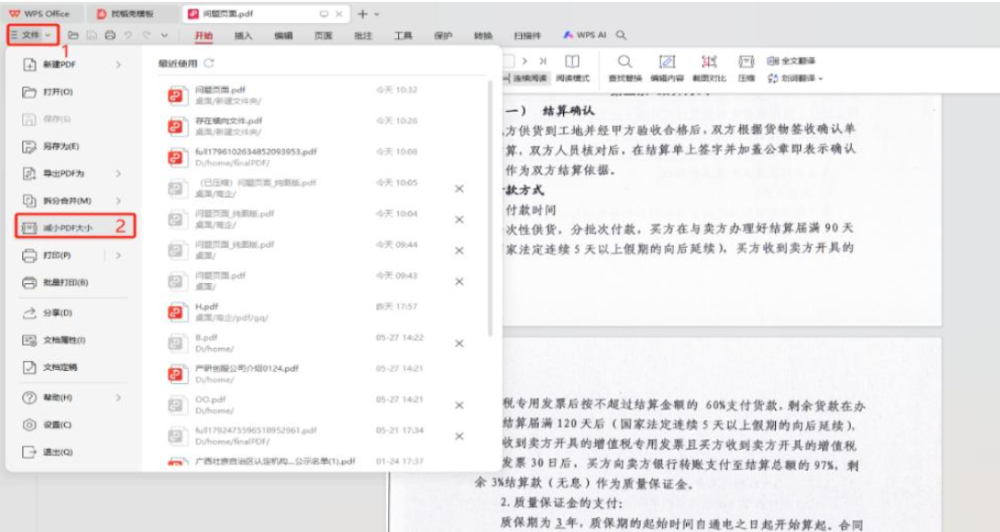 WPS Office 找稻壳模板 问题页面.pdf
文件 开始 插入 编辑 页面 批注 工具 保护 转换 扫描件 WPS AI
1
连续阅读 阅读模式 查找替换 编辑内容 截图对比 压缩 全文翻译 划词翻译
新建PDF
打开(O)
保存(S)
另存为(E)
导出PDF为
拆分合并(M)
减小PDF大小 2
打印(P)
批量打印(B)
分享(D)
文档属性(I)
文档定稿
帮助(H)
设置(C)
退出(Q)
最近使用
问题页面.pdf 今天 10:32
桌面/新建文件夹/
存在横向文件.pdf 今天 10:26
桌面/新建文件夹/
full1796102634852093953.pdf 今天 10:08
D:/home/finalPDF/
（已压缩）问题页面_纯图版.pdf 今天 10:05
桌面/南企/
问题页面_纯图版.pdf 今天 10:04
桌面/南企/
问题页面_纯图版.pdf 今天 09:44
桌面/
问题页面.pdf 今天 09:43
桌面/
H.pdf 昨天 17:57
桌面/南企/pdf/gq/
B.pdf 05-27 14:22
D:/home/
产研创服公司介绍0124.pdf 05-27 14:21
D:/home/
OO.pdf 05-27 14:21
D:/home/
full1792475596518952961.pdf 05-21 17:34
D:/home/finalPDF/
广西壮族自治区认定机构...公示名单(1).pdf 01-24 17:37
一） 结算确认
方供货到工地并经甲方验收合格后，双方根据货物签收确认单
算，双方人员核对后，在结算单上签字并加盖公章即表示确认
作为双方结算依据。
款方式
付款时间
次性供货，分批次付款，买方在与卖方办理好结算届满 90 天
家法定连续 5 天以上假期的向后延续），买方收到卖方开具的
税专用发票后按不超过结算金额的 60%支付货款，剩余货款在办
结算届满 120 天后（国家法定连续 5 天以上假期的向后延续），
收到卖方开具的增值税专用发票且买方收到卖方开具的增值税
发票 30 日后，买方向卖方银行转账支付至结算总额的 97%，剩
余 3%结算款（无息）作为质量保证金。
2.质量保证金的支付：
质保期为 3 年，质保期的起始时间自通电之日起开始算起。合同